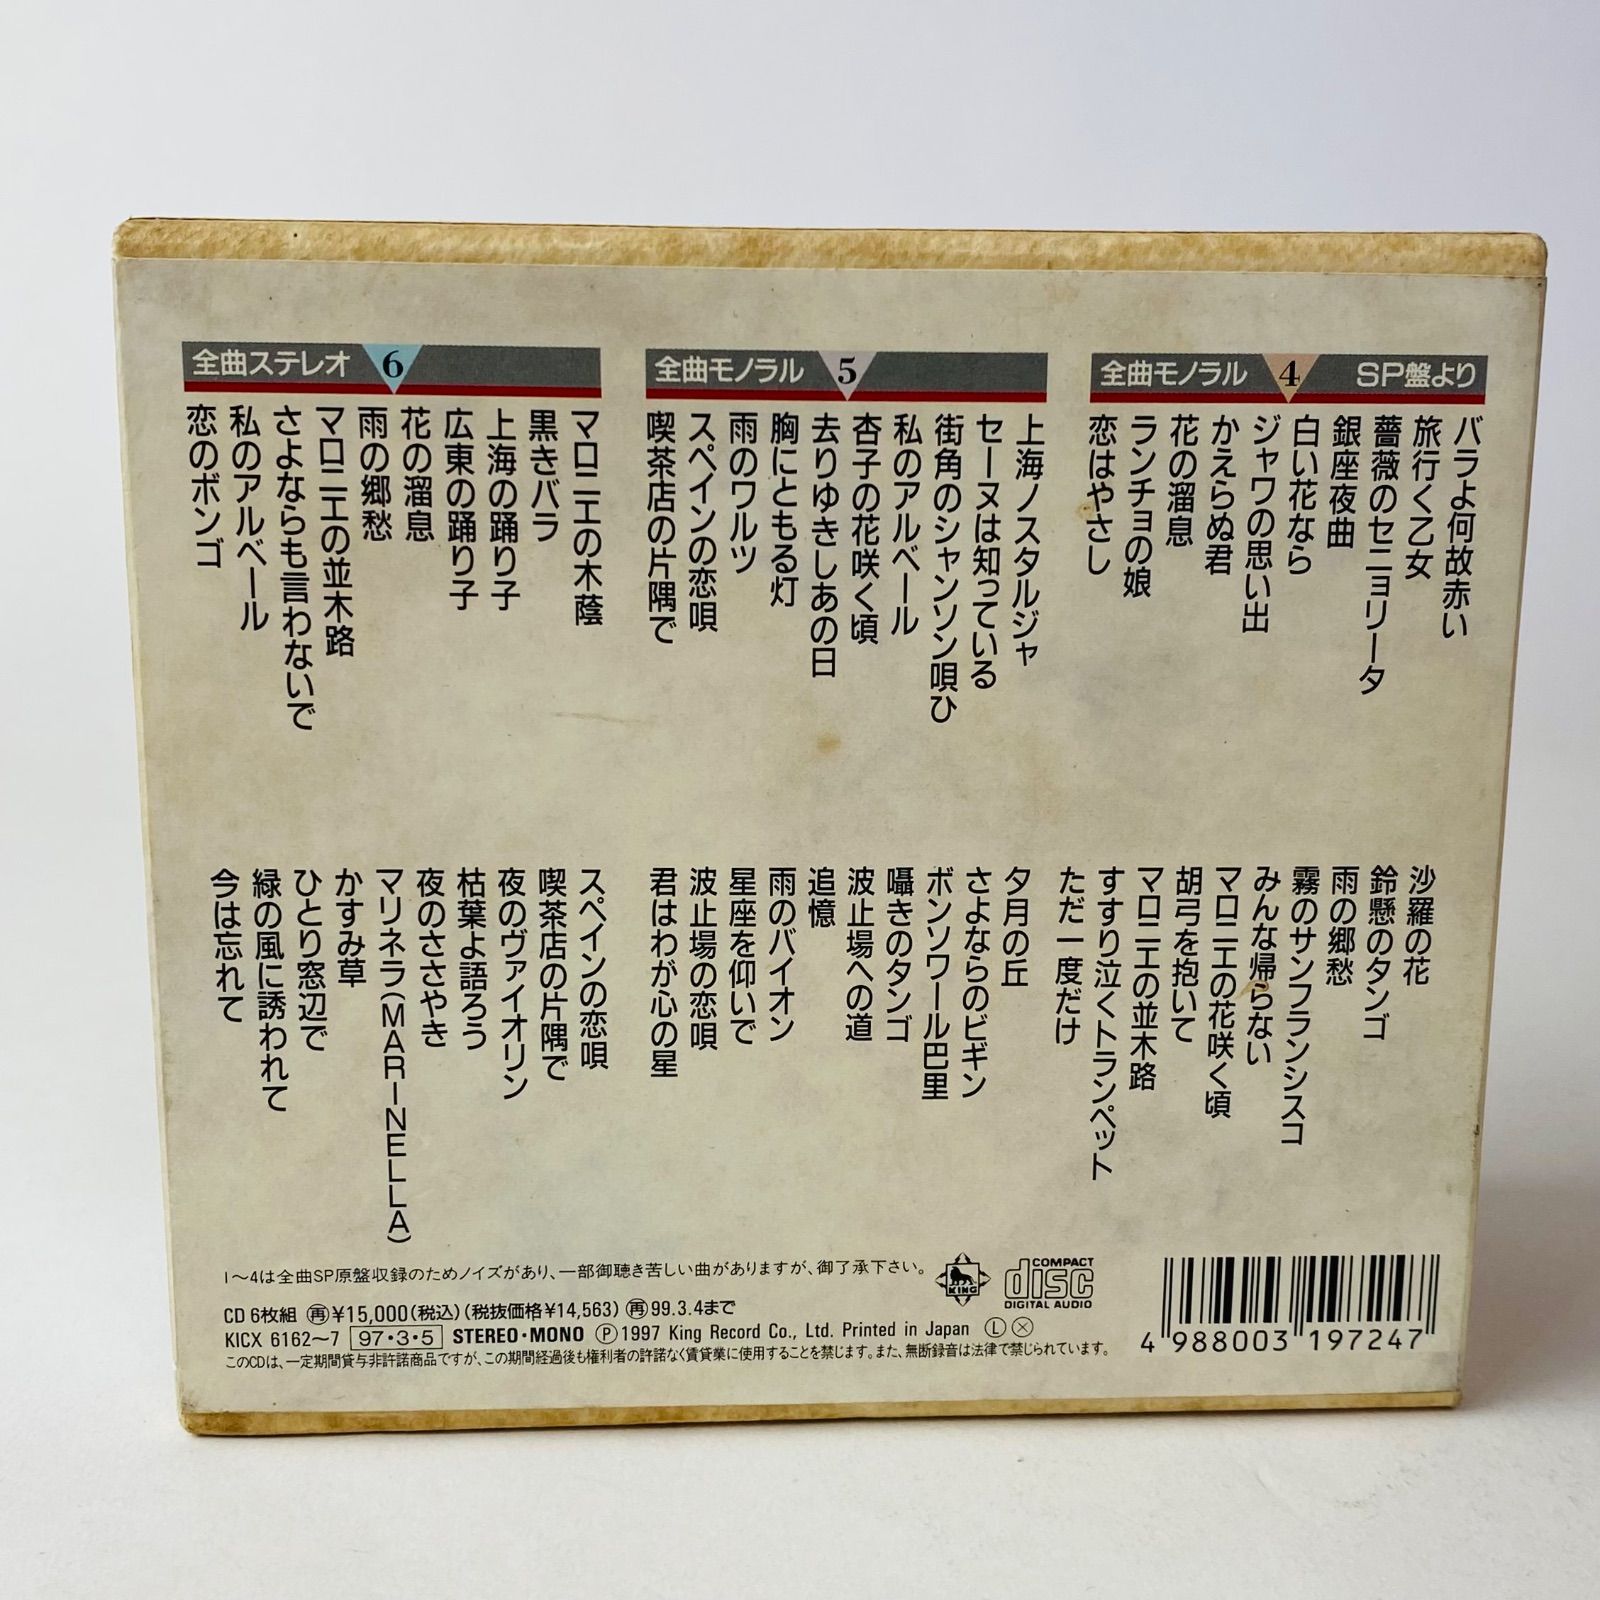 全曲モノラル 4 SP盤より
バラよ何故赤い
旅行く乙女
薔薇のセニョリータ
銀座夜曲
白い花なら
ジャワの思い出
かえらぬ君
花の溜息
ランチョの娘
恋はやさし
沙羅の花
鈴懸のタンゴ
雨の郷愁
霧のサンフランシスコ
みんな帰らない
マロニエの花咲く頃
胡弓を抱いて
マロニエの並木路
すすり泣くトランペット
ただ一度だけ
全曲モノラル 5
上海ノスタルジャ
セーヌは知っている
街角のシャンソン唄ひ
私のアルベール
杏子の花咲く頃
去りゆきしあの日
胸にともる灯
雨のワルツ
スペインの恋唄
喫茶店の片隅で
夕月の丘
さよならのビギン
ボンソワール巴里
囁きのタンゴ
波止場への道
追憶
雨のバイオン
星座を仰いで
波止場の恋唄
君はわが心の星
全曲ステレオ 6
マロニエの木蔭
黒きバラ
上海の踊り子
広東の踊り子
花の溜息
雨の郷愁
マロニエの並木路
さよならも言わないで
私のアルベール
恋のボンゴ
スペインの恋唄
喫茶店の片隅で
夜のヴァイオリン
枯葉よ語ろう
夜のささやき
マリネラ(MARINELLA)
かすみ草
ひとり窓辺で
緑の風に誘われて
今は忘れて
1〜4は全曲SP原盤収録のためノイズがあり、一部御聴き苦しい曲がありますが、御了承下さい。
KING
COMPACT
disc
DIGITAL AUDIO
CD 6枚組 再¥15,000(税込)(税抜価格¥14,563) 再99.3.4まで
KICX 6162〜7 97・3・5 STEREO・MONO Ⓟ1997 King Record Co., Ltd. Printed in Japan Ⓛ Ⓧ
このCDは、一定期間貸与非許諾商品ですが、この期間経過後も権利者の許諾なく賃貸業に使用することを禁じます。また、無断録音は法律で禁じられています。
4 988003 197247